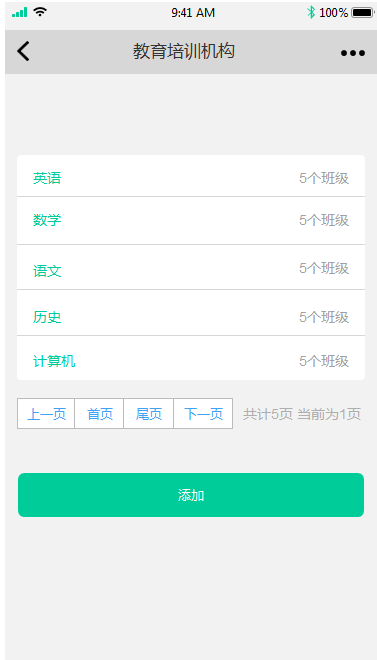 9:41 AM 100%
教育培训机构
英语 5个班级
数学 5个班级
语文 5个班级
历史 5个班级
计算机 5个班级
上一页 首页 尾页 下一页 共计5页 当前为1页
添加